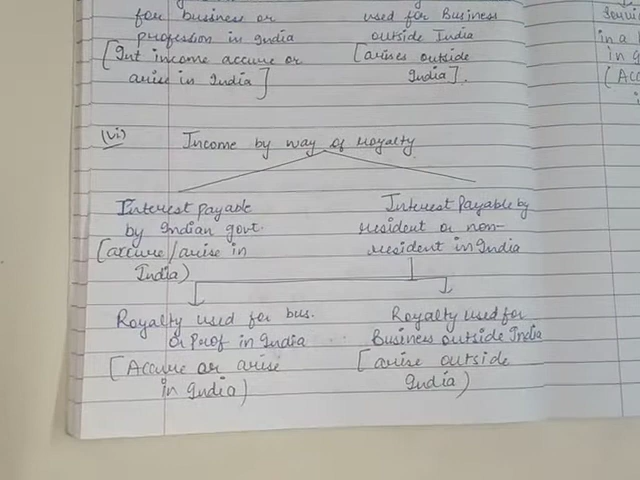 for business or
profession in India
[Int income accure or
arise in India]
used for Business
outside India
[arises outside
India].
in a
in
(Acc
(vi) Income by way of Royalty
Interest payable
by Indian govt.
[accure/arise in
India)
Interest Payable by
resident or non-
resident in India
Royalty used for bus.
or Prof in India
[Accure or arise
in India)
Royalty used for
Business outside India
[arise outside
India)